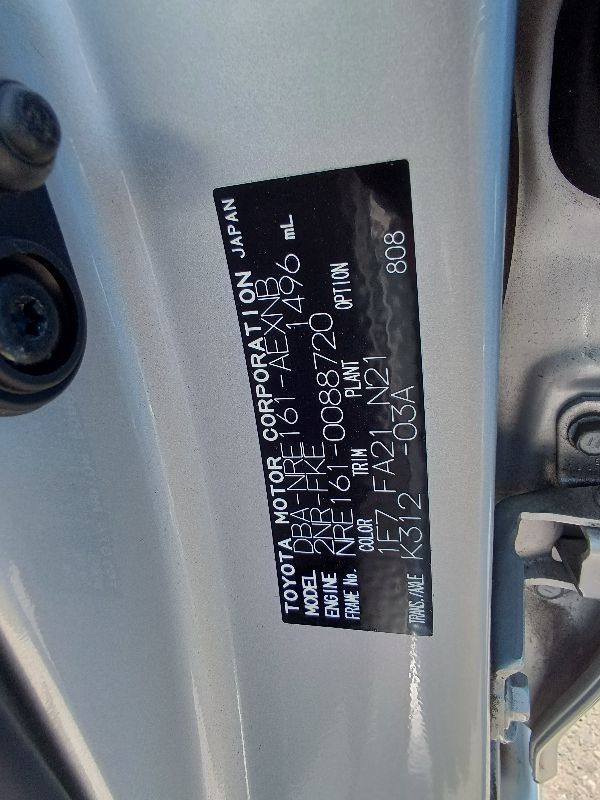 TOYOTA MOTOR CORPORATION JAPAN
MODEL DBA-NRE161-AEXNB
ENGINE 2NR-FKE 1496 mL
FRAME No. NRE161-0088720
COLOR TRIM PLANT OPTION
1F7 FA21 N21
TRANS./AXLE K312 -03A 808